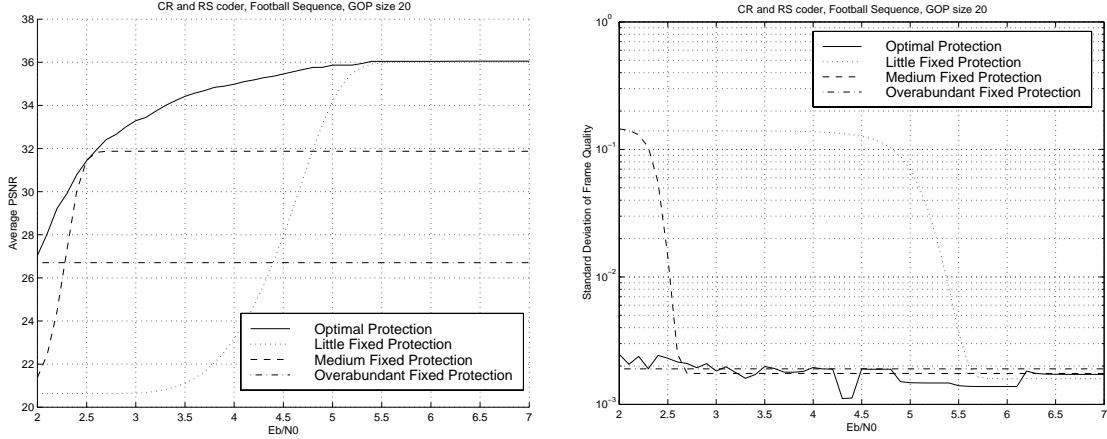 CR and RS coder, Football Sequence, GOP size 20
38
36
34
32
30
28
26
24
22
20
Average PSNR
Optimal Protection
Little Fixed Protection
Medium Fixed Protection
Overabundant Fixed Protection
2 2.5 3 3.5 4 4.5 5 5.5 6 6.5 7
Eb/N0
CR and RS coder, Football Sequence, GOP size 20
10^0
10^-1
10^-2
10^-3
Standard Deviation of Frame Quality
Optimal Protection
Little Fixed Protection
Medium Fixed Protection
Overabundant Fixed Protection
2 2.5 3 3.5 4 4.5 5 5.5 6 6.5 7
Eb/N0